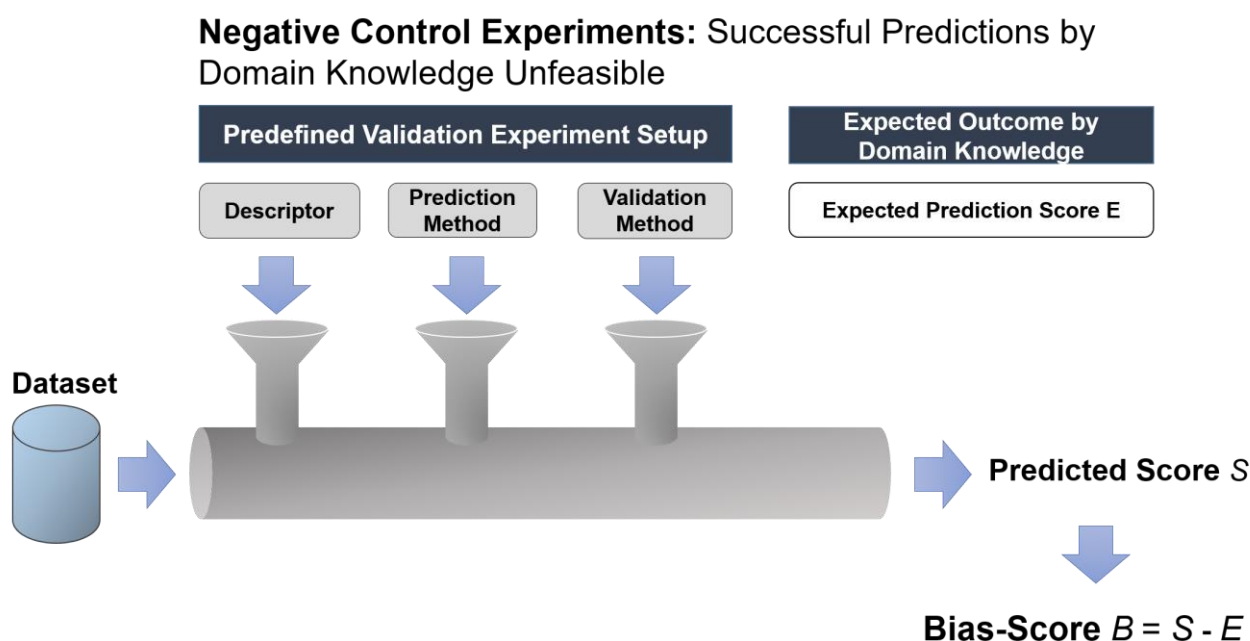 Negative Control Experiments: Successful Predictions by
Domain Knowledge Unfeasible
Predefined Validation Experiment Setup
Expected Outcome by
Domain Knowledge
Descriptor
Prediction
Method
Validation
Method
Expected Prediction Score E
Dataset
Predicted Score S
Bias-Score B = S - E